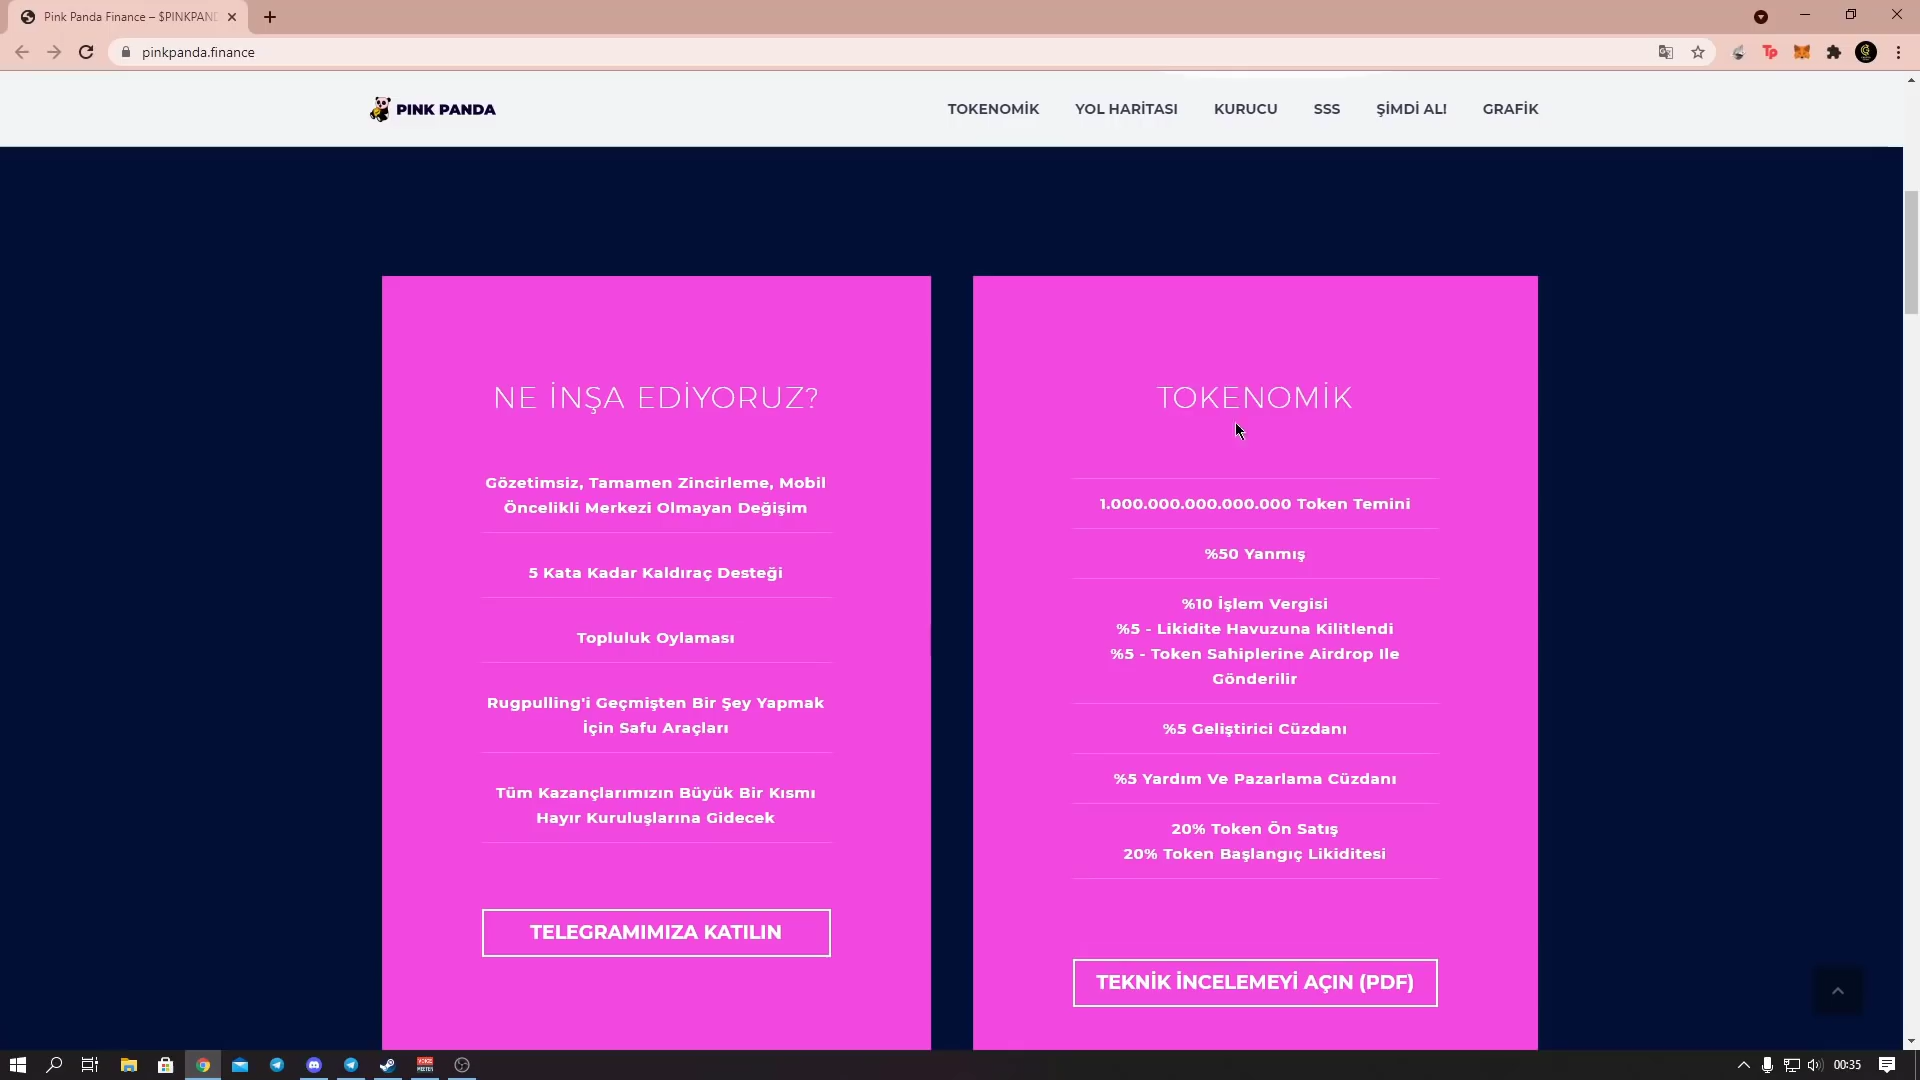 Pink Panda Finance – $PINKPAN
pinkpanda.finance
PINK PANDA
TOKENOMİK
YOL HARİTASI
KURUCU
SSS
ŞİMDİ AL!
GRAFİK
NE İNŞA EDİYORUZ?
Gözetimsiz, Tamamen Zincirleme, Mobil
Öncelikli Merkezi Olmayan Değişim
5 Kata Kadar Kaldıraç Desteği
Topluluk Oylaması
Rugpulling'i Geçmişten Bir Şey Yapmak
İçin Safu Araçları
Tüm Kazançlarımızın Büyük Bir Kısmı
Hayır Kuruluşlarına Gidecek
TELEGRAMIMIZA KATILIN
TOKENOMİK
1.000.000.000.000.000 Token Temini
%50 Yanmış
%10 İşlem Vergisi
%5 - Likidite Havuzuna Kilitlendi
%5 - Token Sahiplerine Airdrop Ile
Gönderilir
%5 Geliştirici Cüzdanı
%5 Yardım Ve Pazarlama Cüzdanı
20% Token Ön Satış
20% Token Başlangıç Likiditesi
TEKNİK İNCELEMEYİ AÇIN (PDF)
00:35